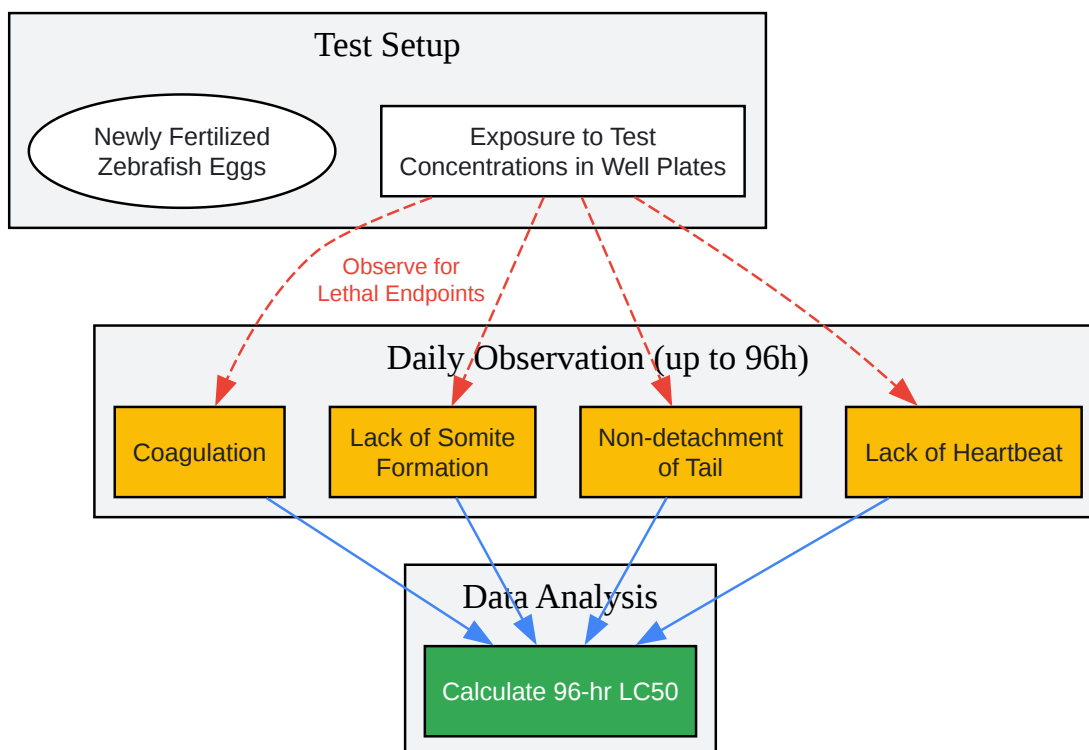 Test Setup
Newly Fertilized
Zebrafish Eggs
Exposure to Test
Concentrations in Well Plates
Observe for
Lethal Endpoints
Daily Observation (up to 96h)
Coagulation
Lack of Somite
Formation
Non-detachment
of Tail
Lack of Heartbeat
Data Analysis
Calculate 96-hr LC50